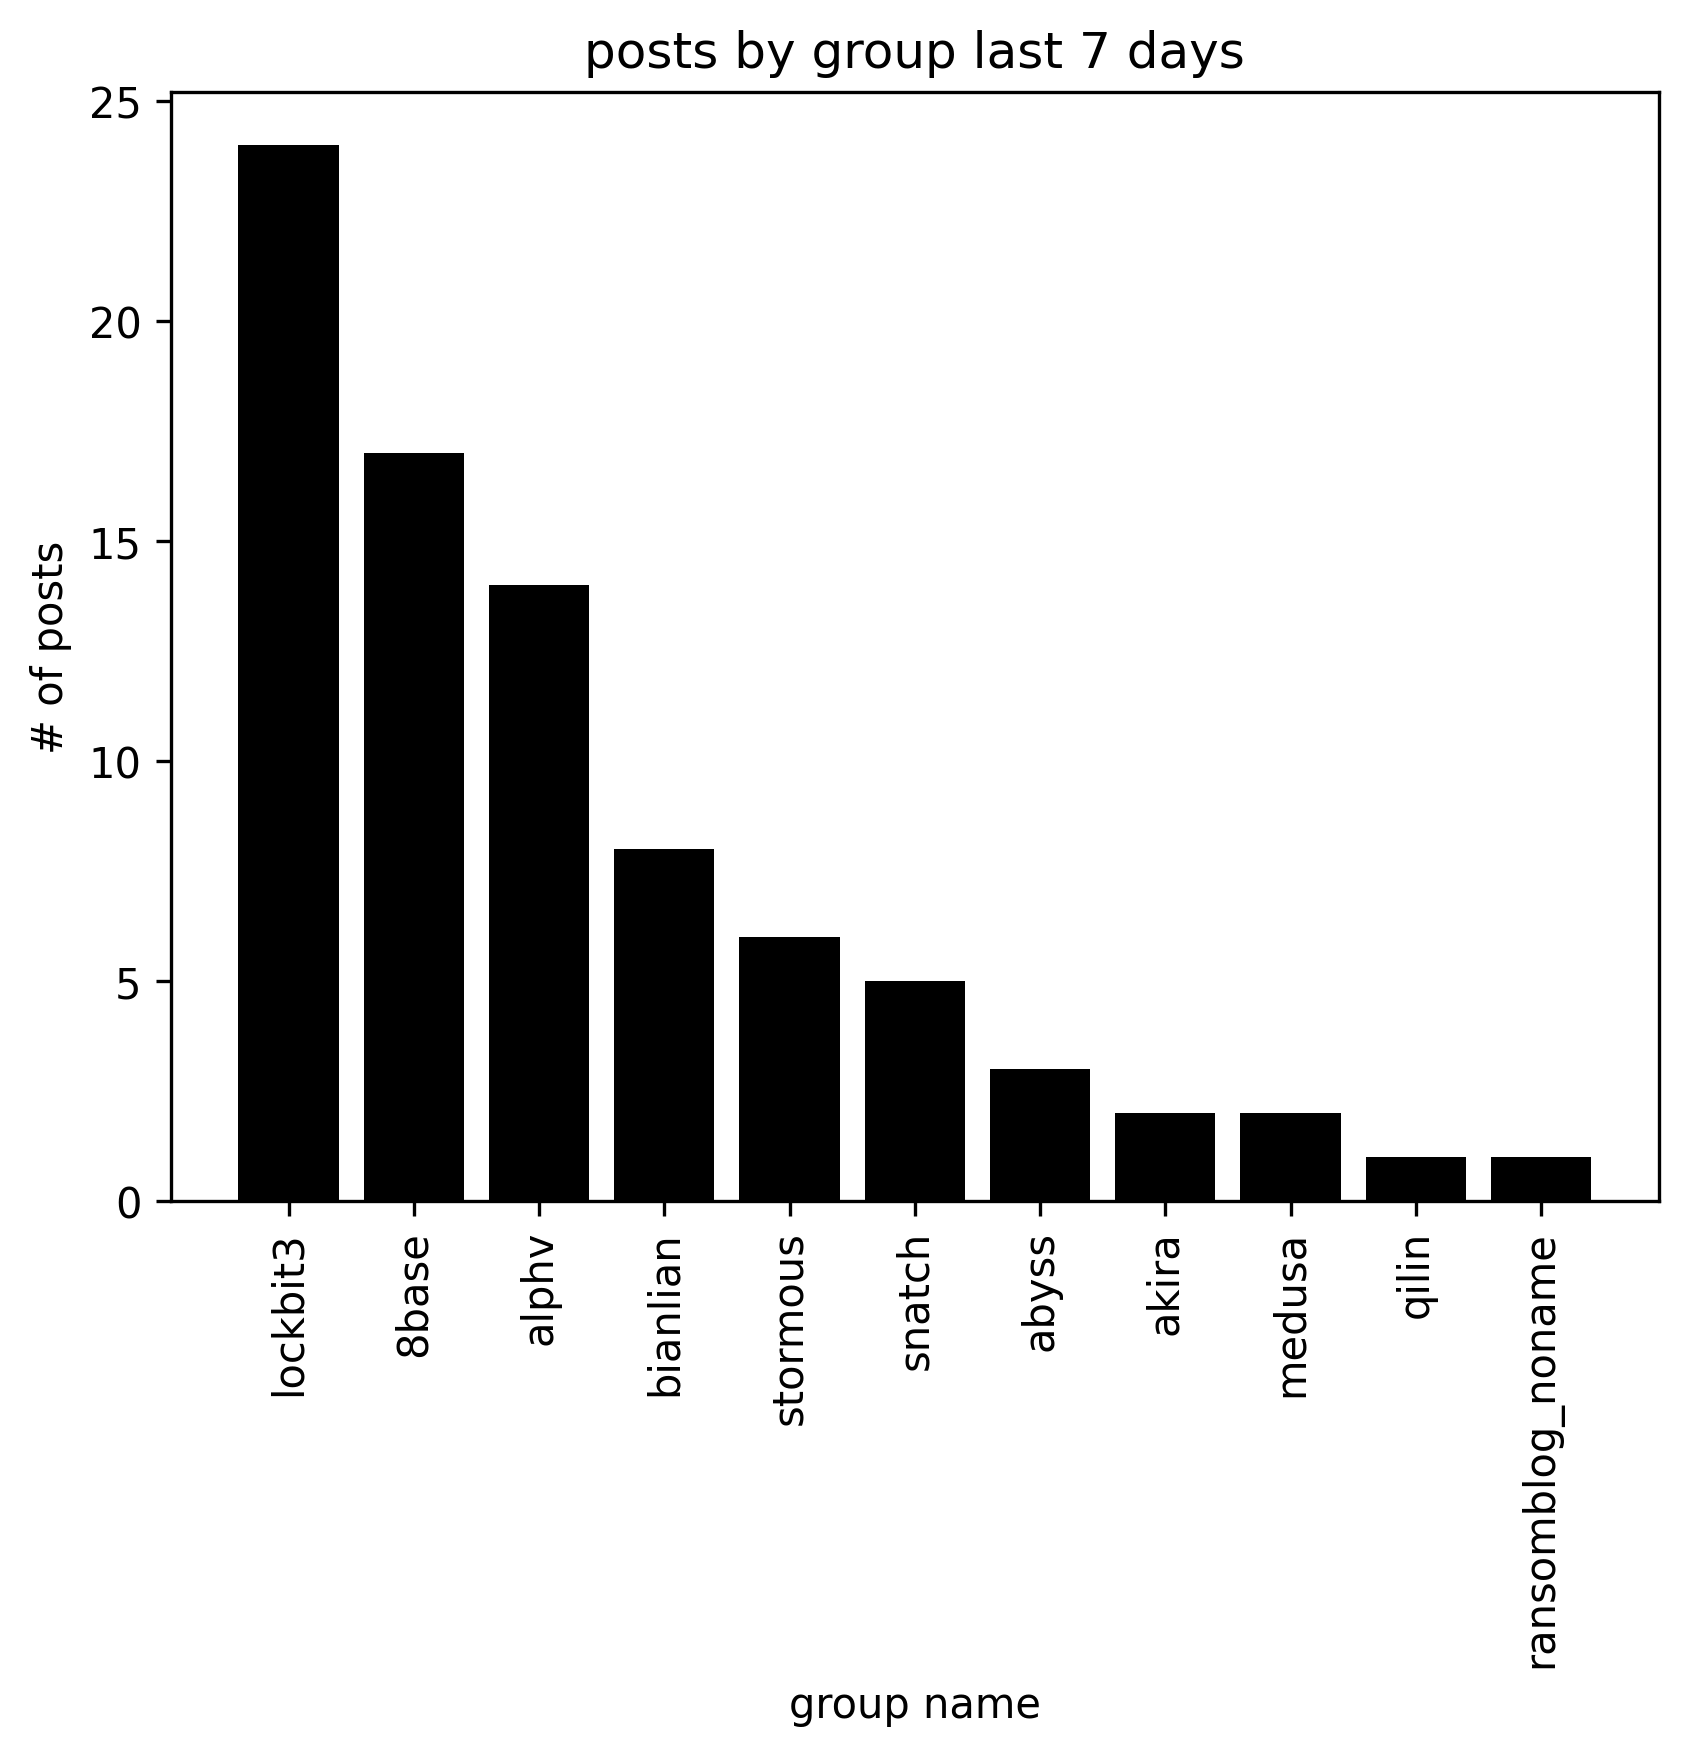 posts by group last 7 days
25
20
15
10
5
0
# of posts
lockbit3
8base
alphv
bianlian
stormous
snatch
abyss
akira
medusa
qilin
ransomblog_noname
group name